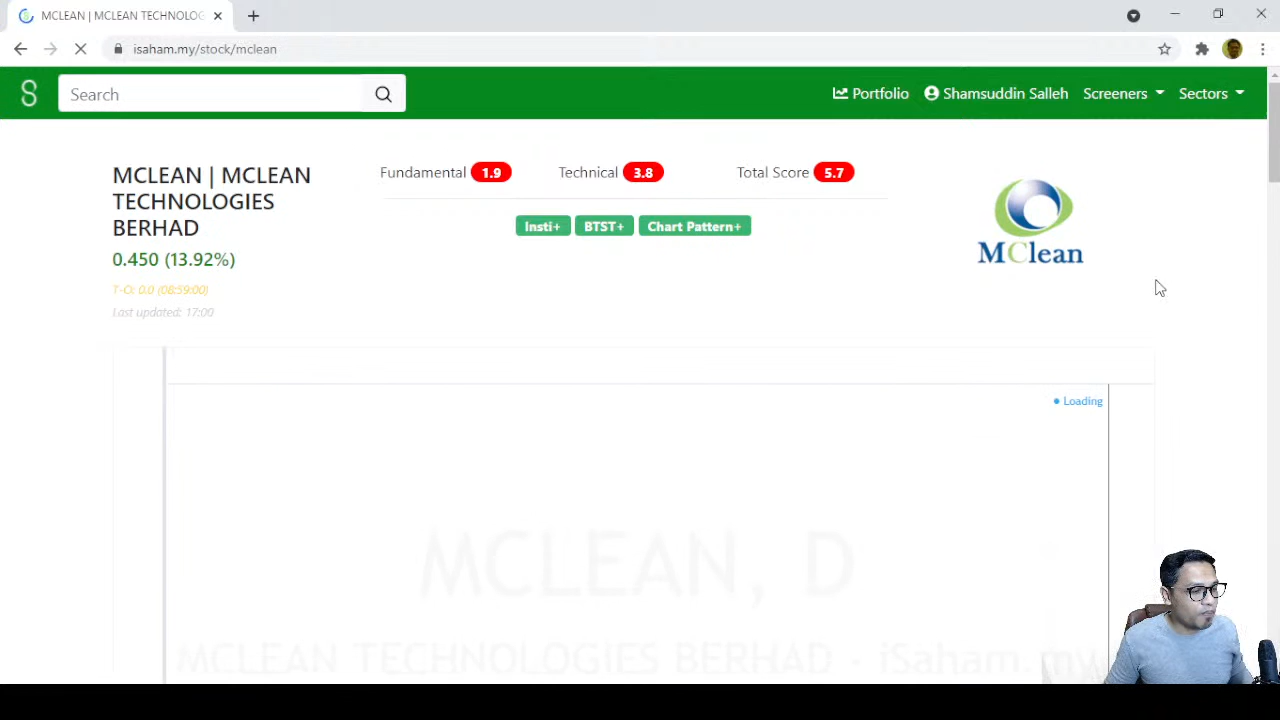 MCLEAN | MCLEAN TECHNOLOG
isaham.my/stock/mclean
Search
Portfolio
Shamsuddin Salleh
Screeners
Sectors
MCLEAN | MCLEAN
TECHNOLOGIES
BERHAD
0.450 (13.92%)
T-O: 0.0 (08:59:00)
Last updated: 17:00
Fundamental 1.9
Technical 3.8
Total Score 5.7
Insti+
BTST+
Chart Pattern+
MClean
Loading
MCLEAN, D
MCLEAN TECHNOLOGIES BERHAD - iSaham.my